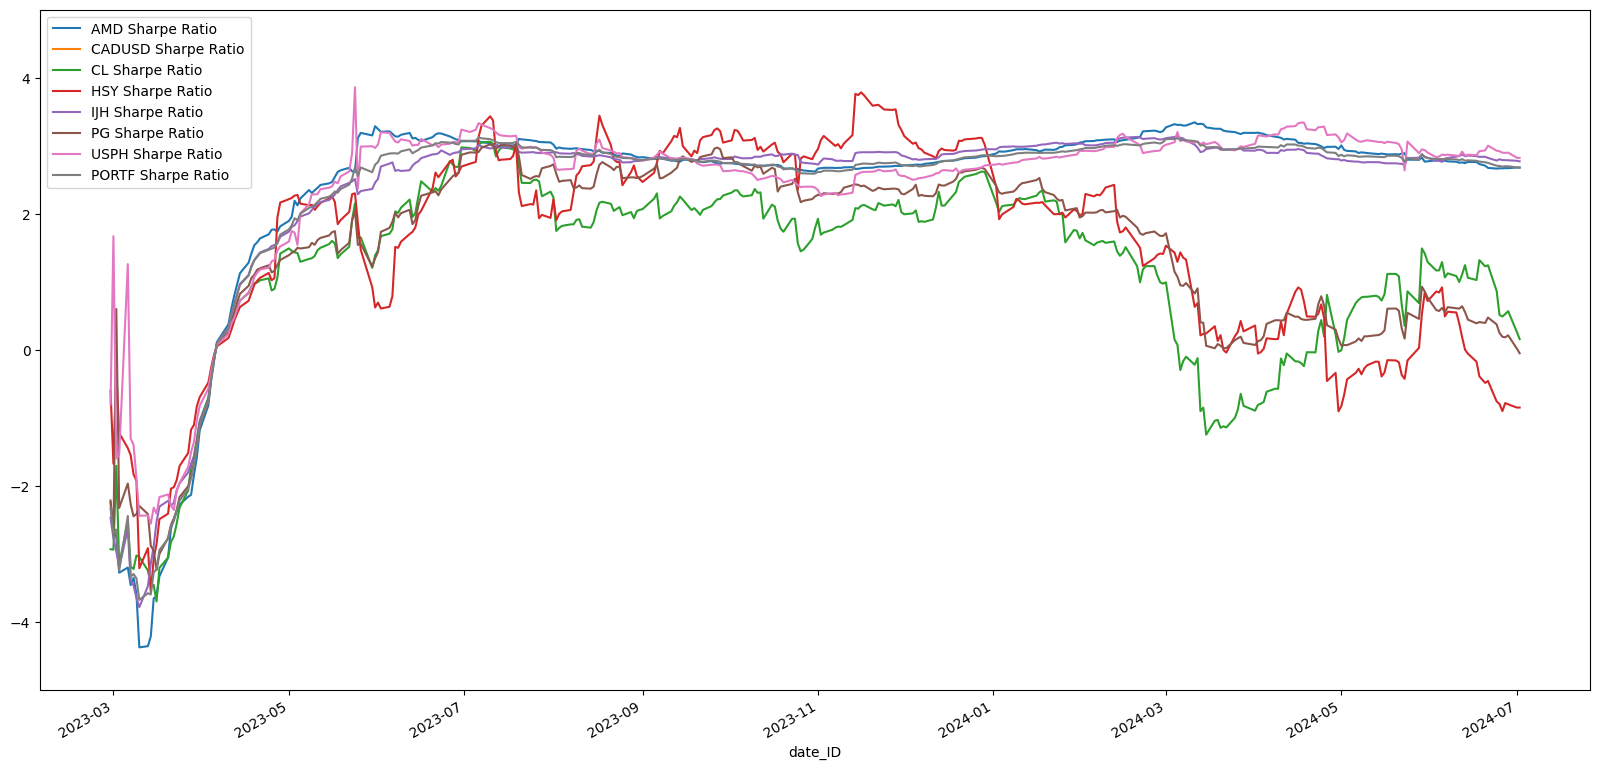 AMD Sharpe Ratio
CADUSD Sharpe Ratio
CL Sharpe Ratio
HSY Sharpe Ratio
IJH Sharpe Ratio
PG Sharpe Ratio
USPH Sharpe Ratio
PORTF Sharpe Ratio
4
2
0
−2
−4
2023-03
2023-05
2023-07
2023-09
2023-11
2024-01
2024-03
2024-05
2024-07
date_ID